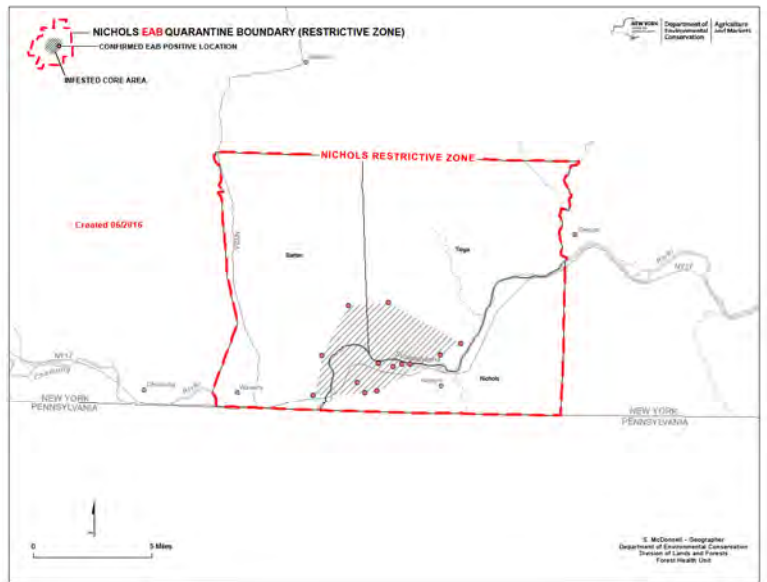 NICHOLS EAB QUARANTINE BOUNDARY (RESTRICTIVE ZONE)
CONFIRMED EAB POSITIVE LOCATION
INFESTED CORE AREA
NEW YORK
Department of
Environmental
Conservation
Agriculture
and Markets
NICHOLS RESTRICTIVE ZONE
Created 06/2016
Barton
Tioga
Owego
River
NY17
NY17
Chemung
Chemung
River
Waverly
Nichols
Nichols
NEW YORK
PENNSYLVANIA
NEW YORK
PENNSYLVANIA
0
5 Miles
S. McDonnell - Geographer
Department of Environmental Conservation
Division of Lands and Forests
Forest Health Unit